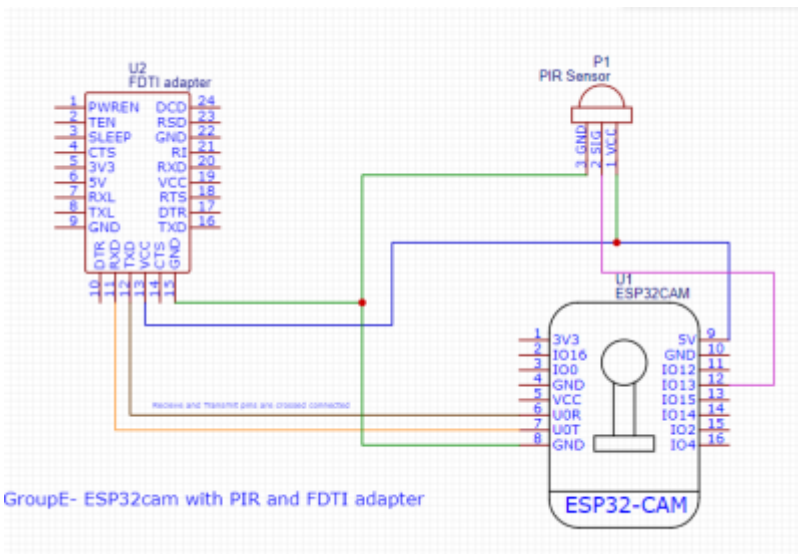 U2
FDTI adapter
1 PWREN DCD 24
2 TEN RSD 23
3 SLEEP GND 22
4 CTS RI 21
5 3V3 RXD 20
6 5V VCC 19
7 RXL RTS 18
8 TXL DTR 17
9 GND TXD 16
DTR RXD TXD VCC CTS GND
10 11 12 13 14 15
P1
PIR Sensor
3 GND
2 SIG
1 VCC
U1
ESP32CAM
1 3V3 5V 9
2 IO16 GND 10
3 IO0 IO12 11
4 GND IO13 12
5 VCC IO15 13
6 U0R IO14 14
7 U0T IO2 15
8 GND IO4 16
Recieve and Transmit pins are crossed connected
GroupE- ESP32cam with PIR and FDTI adapter
ESP32-CAM